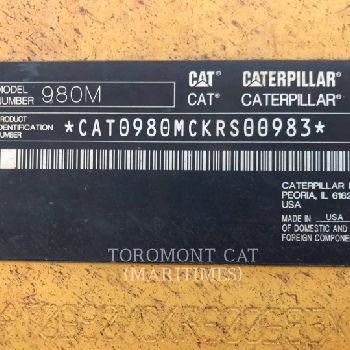 MODEL NUMBER 980M
CAT CATERPILLAR
CAT® CATERPILLAR
PRODUCT IDENTIFICATION NUMBER
*CAT0980MCKRS00983*
CATERPILLAR
PEORIA, IL
USA
MADE IN USA
OF DOMESTIC AND
FOREIGN COMPONE
TOROMONT CAT
(MARITIMES)